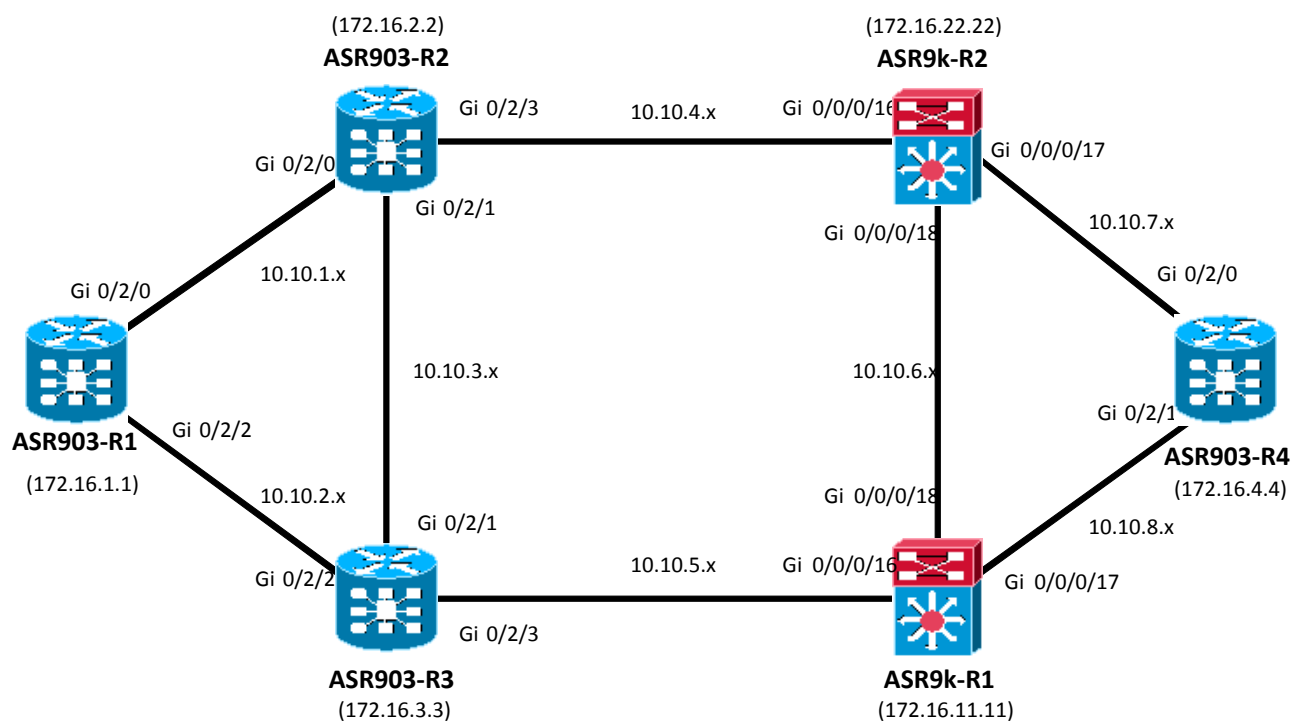 (172.16.2.2)
ASR903-R2
(172.16.22.22)
ASR9k-R2
Gi 0/2/3
10.10.4.x
Gi 0/0/0/16
Gi 0/2/0
Gi 0/0/0/17
Gi 0/2/1
Gi 0/0/0/18
10.10.7.x
10.10.1.x
Gi 0/2/0
Gi 0/2/0
10.10.3.x
10.10.6.x
Gi 0/2/2
Gi 0/2/1
ASR903-R1
(172.16.1.1)
ASR903-R4
(172.16.4.4)
10.10.2.x
Gi 0/0/0/18
Gi 0/2/1
10.10.8.x
Gi 0/2/2
10.10.5.x
Gi 0/0/0/16
Gi 0/0/0/17
Gi 0/2/3
ASR903-R3
(172.16.3.3)
ASR9k-R1
(172.16.11.11)